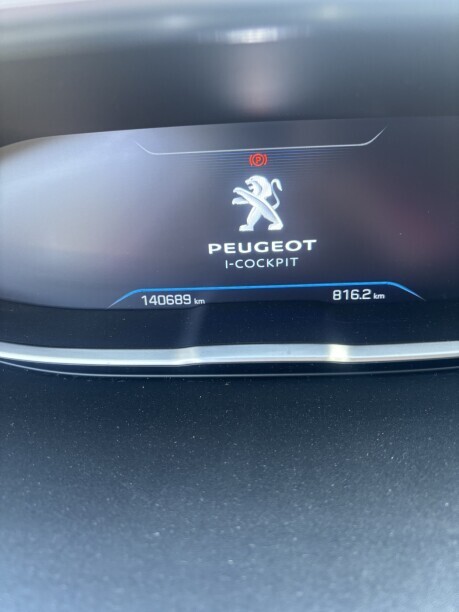 (P)
PEUGEOT
I-COCKPIT
140689 km 816.2 km